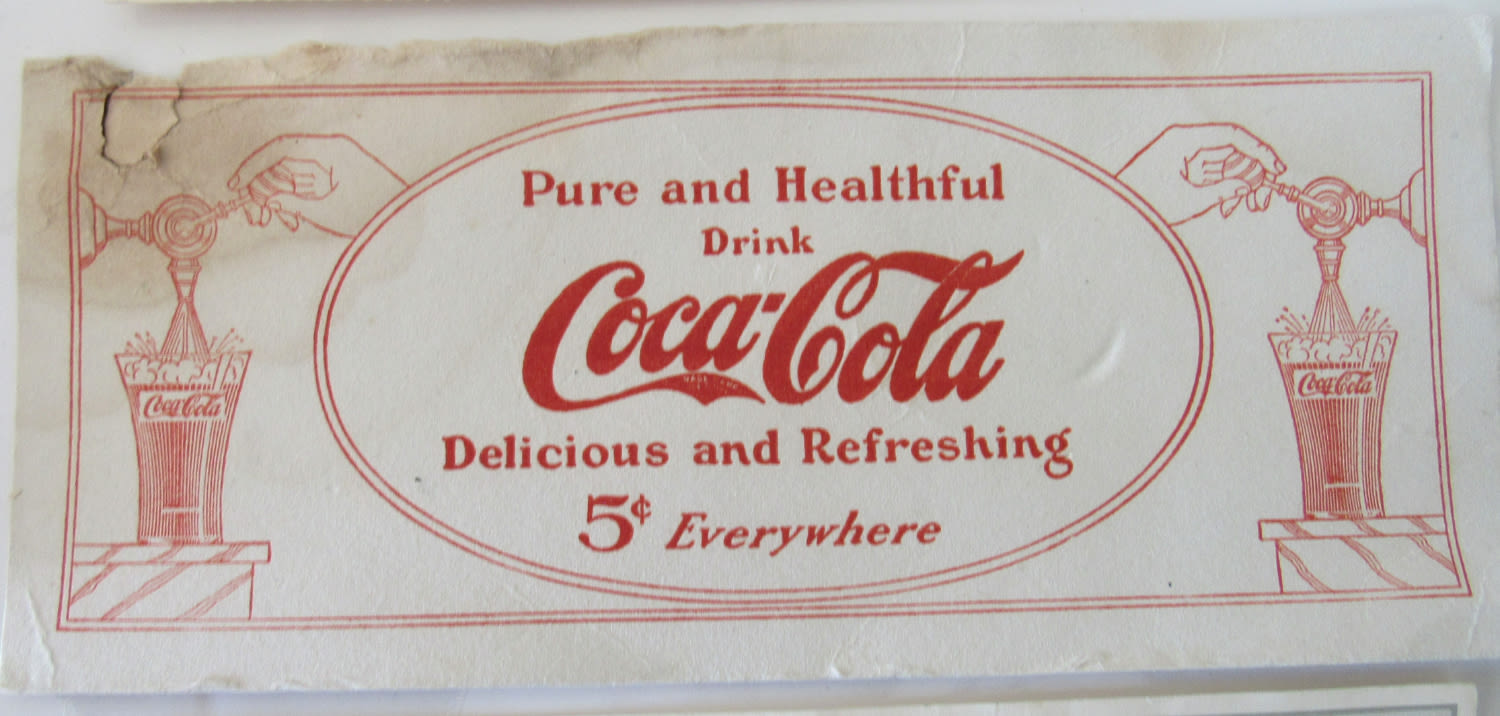 Pure and Healthful
Drink
Coca-Cola
Delicious and Refreshing
5¢ Everywhere
Coca-Cola
Coca-Cola